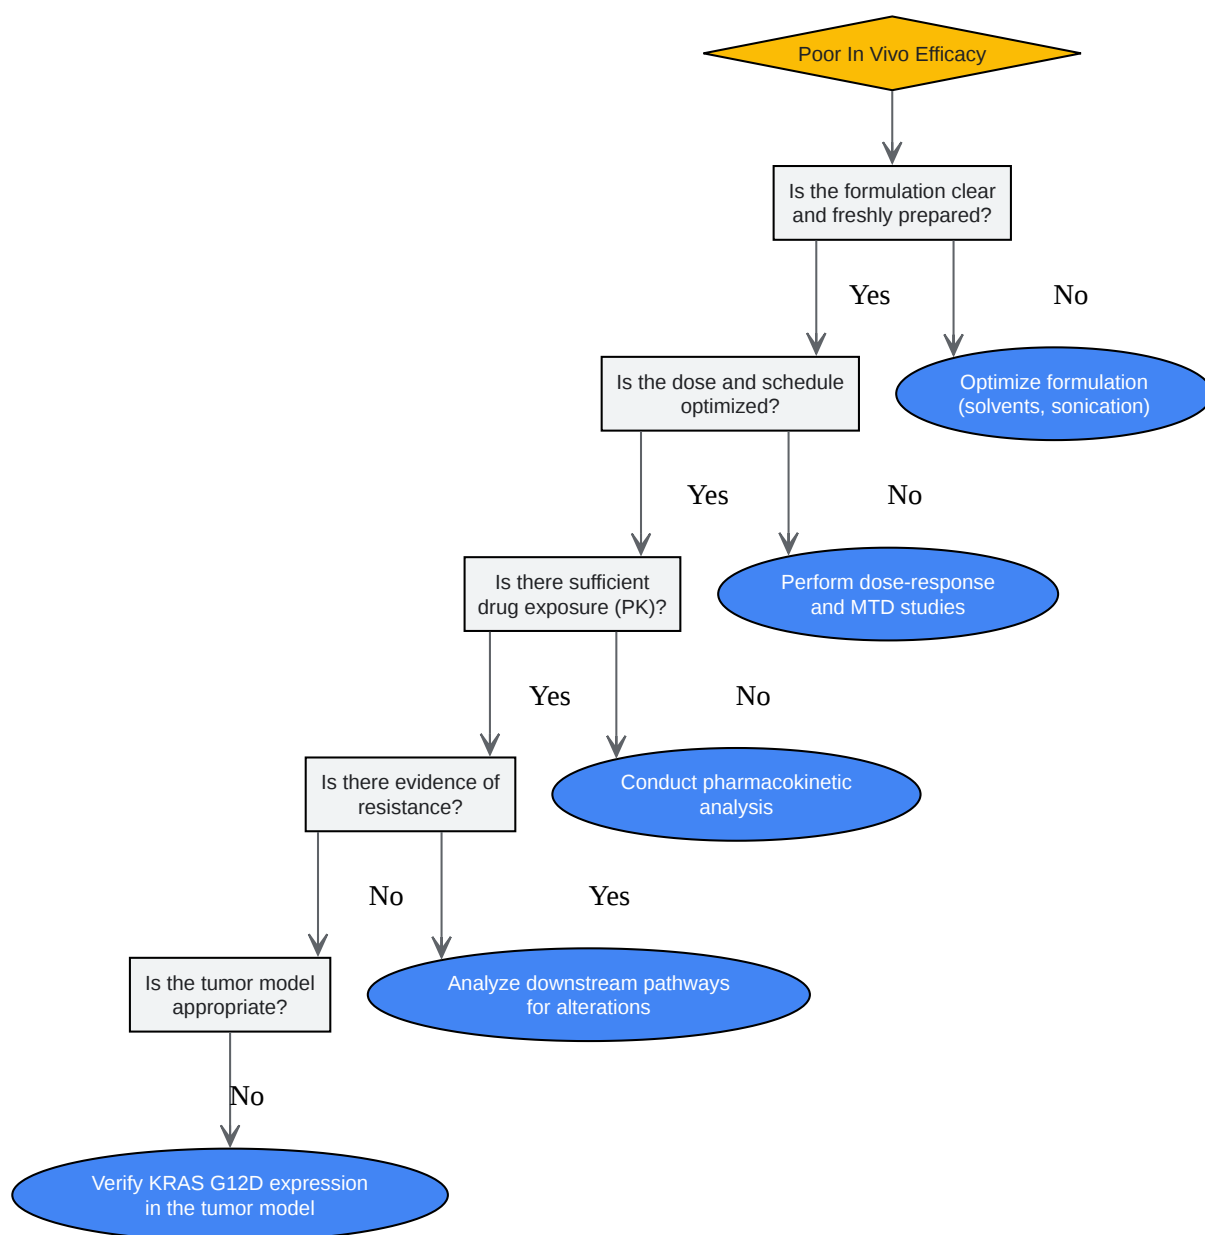 Poor In Vivo Efficacy
Is the formulation clear
and freshly prepared?
Yes
No
Is the dose and schedule
optimized?
Optimize formulation
(solvents, sonication)
Yes
No
Is there sufficient
drug exposure (PK)?
Perform dose-response
and MTD studies
Yes
No
Is there evidence of
resistance?
Conduct pharmacokinetic
analysis
No
Yes
Is the tumor model
appropriate?
Analyze downstream pathways
for alterations
No
Verify KRAS G12D expression
in the tumor model